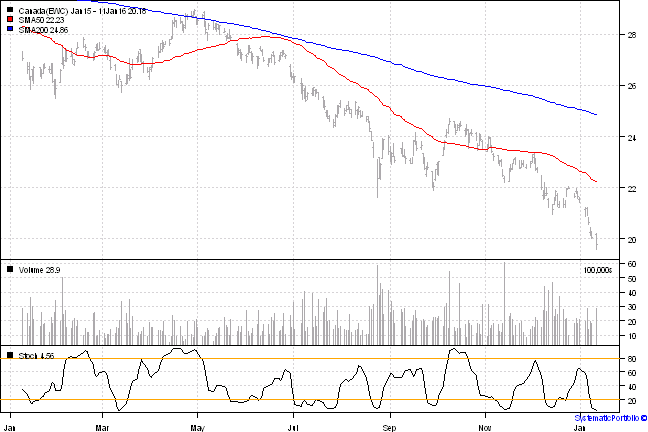 Canada(EWC) Jan 15 - 11Jan16 20.16
SMA50 22.23
SMA200 24.86
28
26
24
22
20
Volume 28.9
100,000s
60
50
40
30
20
10
Stoch 4.56
80
60
40
20
Jan
Mar
May
Jul
Sep
Nov
Jan
SystematicPortfolio ©